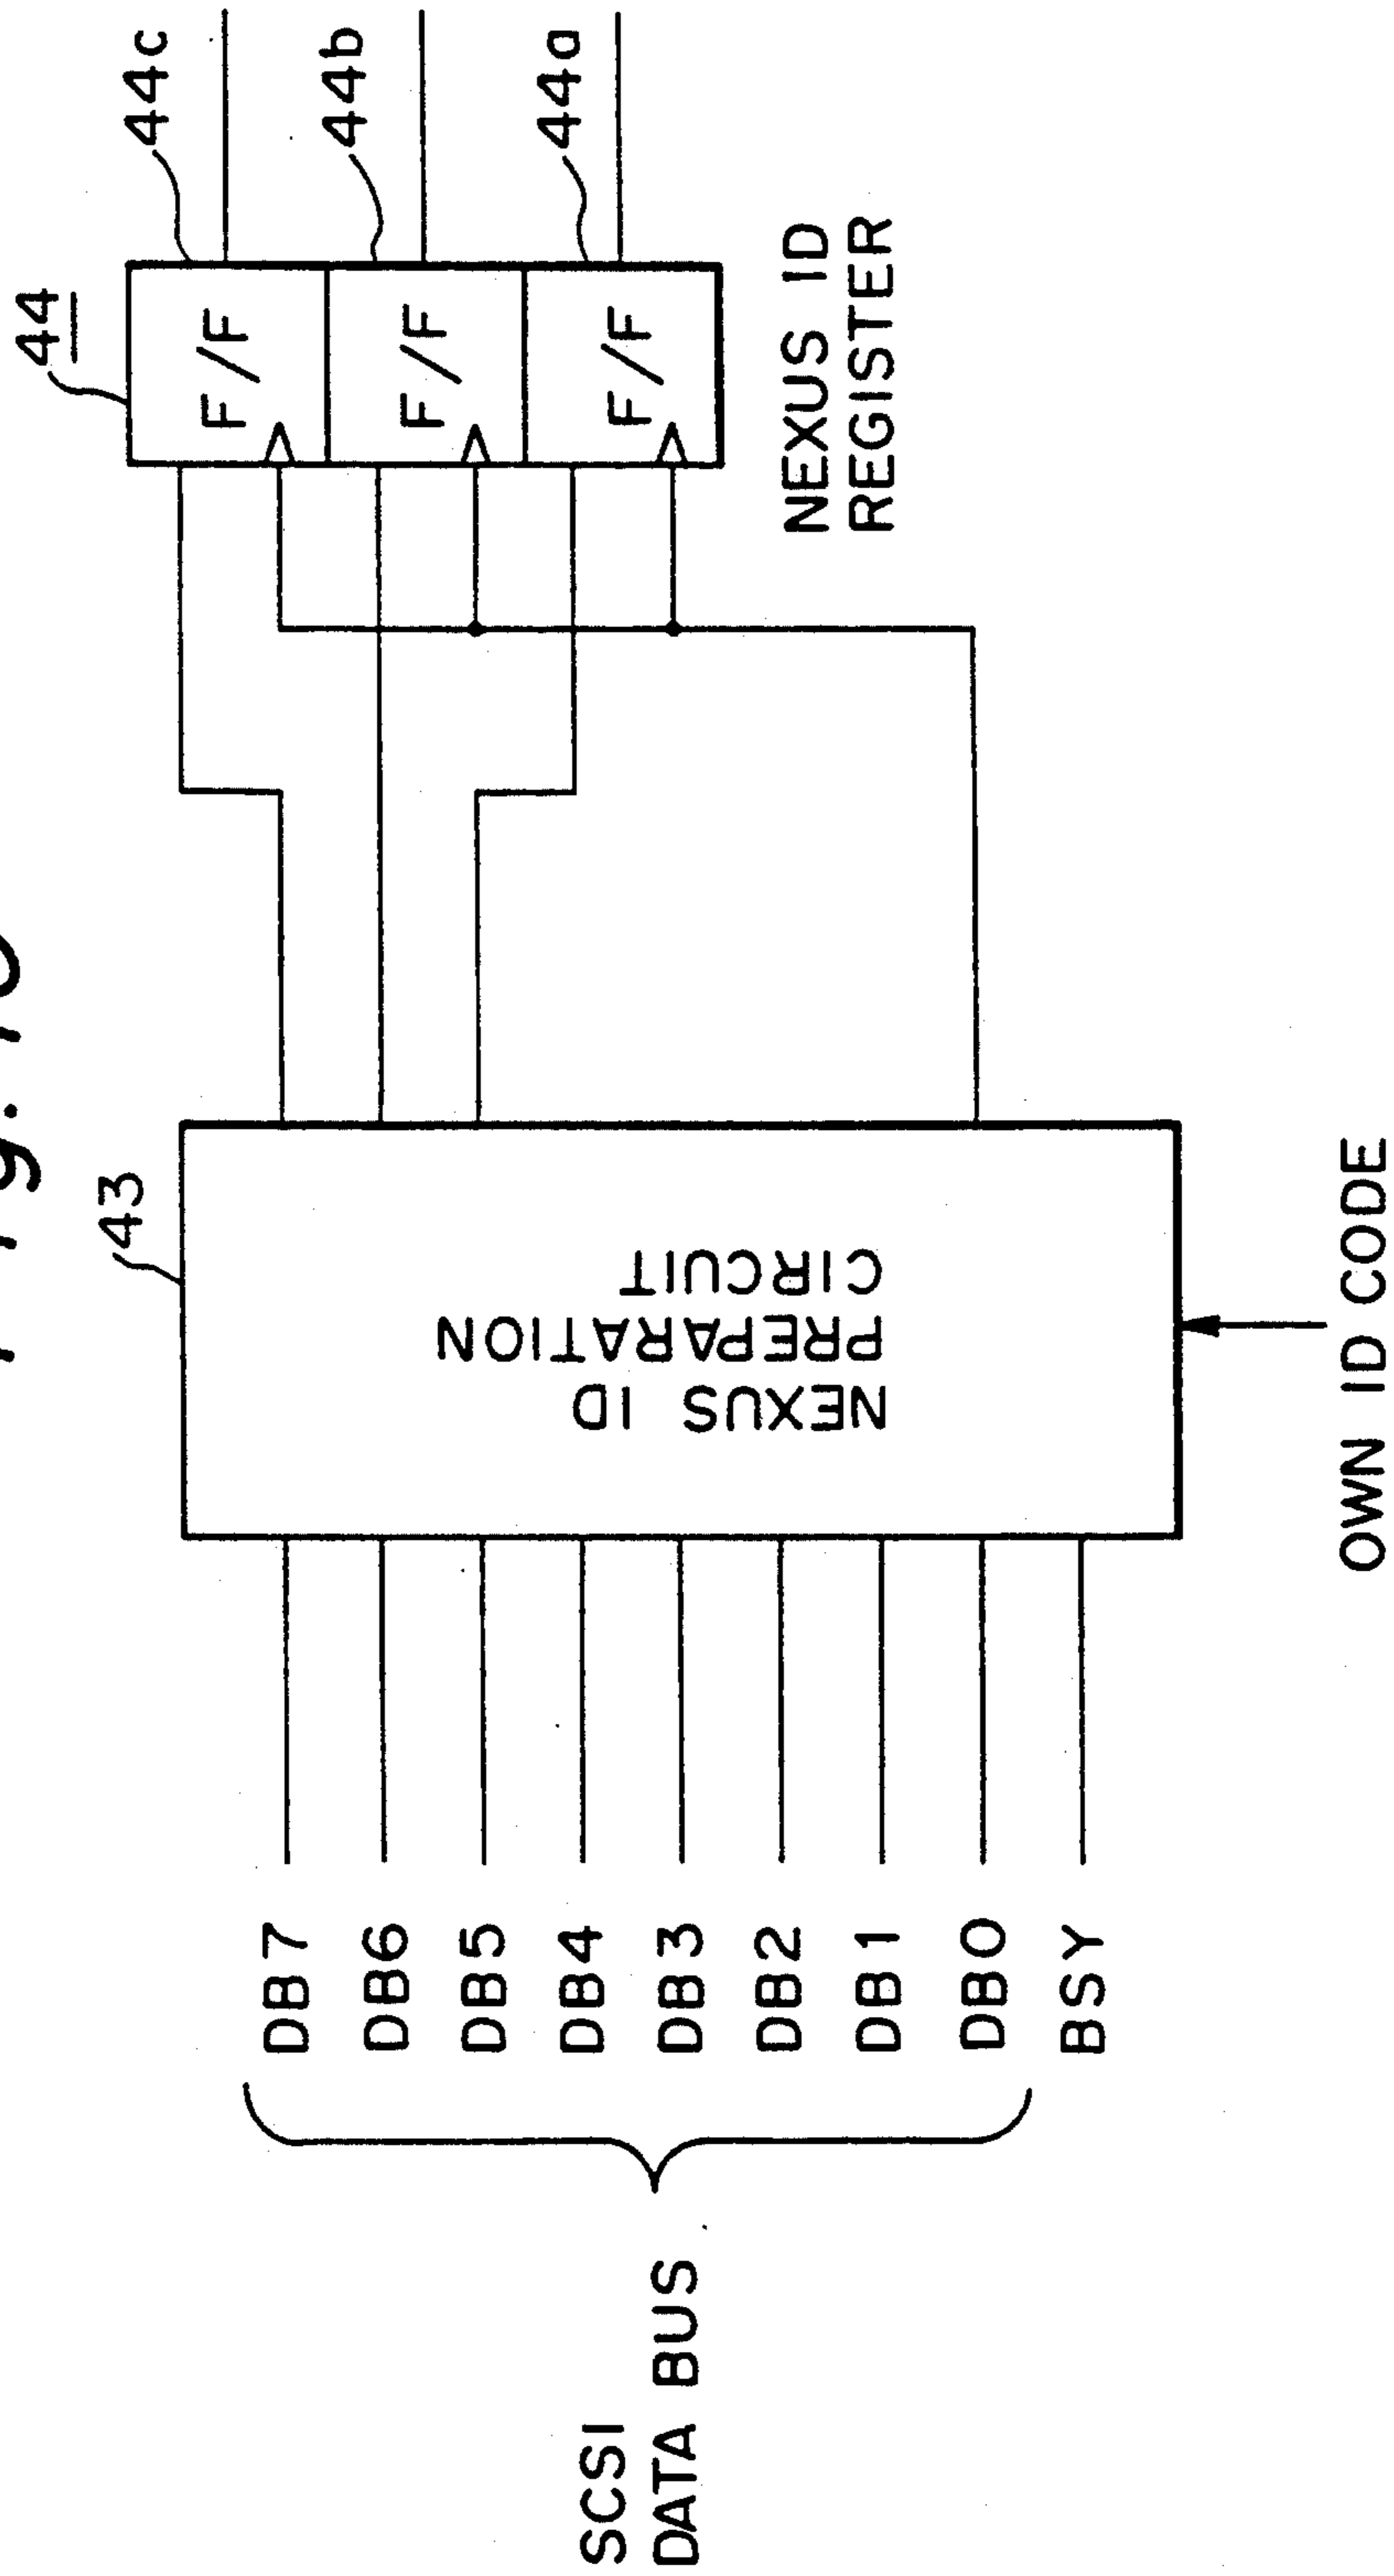 Fig.
44
44c
44b
44a
F/F
F/F
F/F
NEXUS ID
REGISTER
43
NEXUS ID
PREPARATION
CIRCUIT
OWN ID CODE
DB7
DB6
DB5
DB4
DB3
DB2
DB1
DB0
BSY
SCSI
DATA BUS